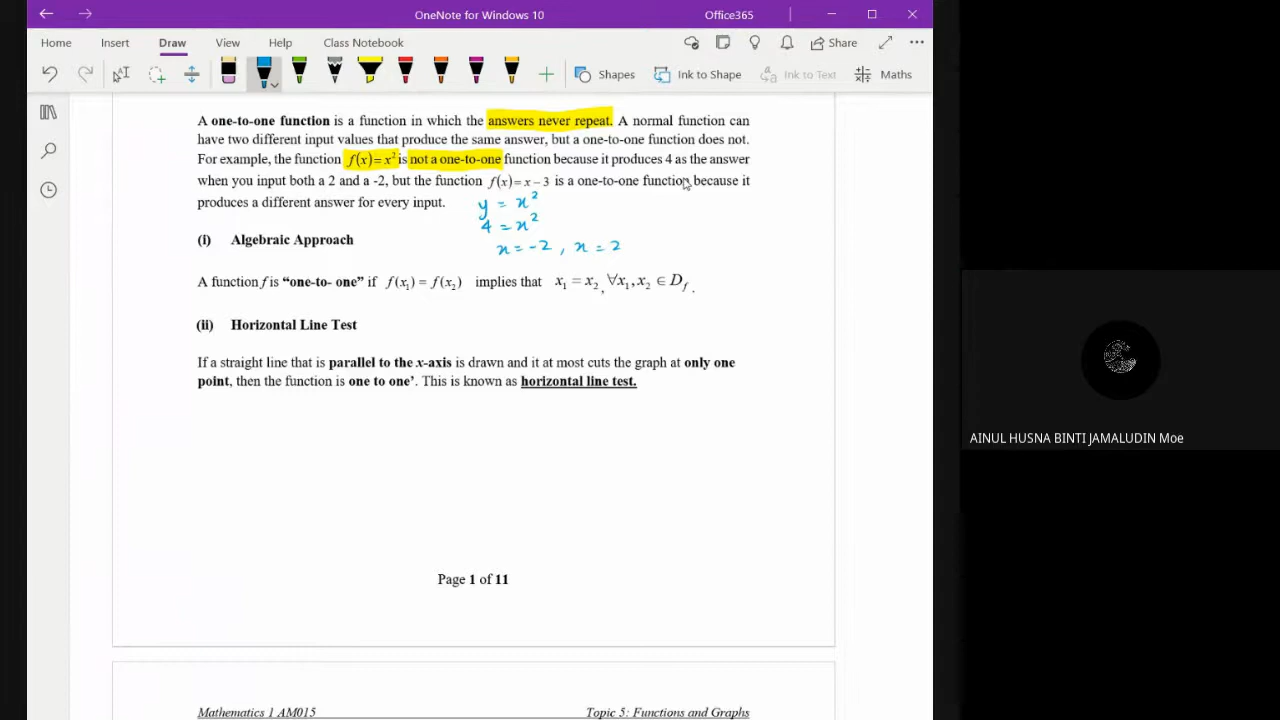 OneNote for Windows 10
Office365
Home Insert Draw View Help Class Notebook Share
Shapes Ink to Shape Ink to Text Maths
A one-to-one function is a function in which the answers never repeat. A normal function can
have two different input values that produce the same answer, but a one-to-one function does not.
For example, the function f(x)=x² is not a one-to-one function because it produces 4 as the answer
when you input both a 2 and a -2, but the function f(x)=x−3 is a one-to-one function because it
produces a different answer for every input.
y = x²
4 = x²
x = -2 , x = 2
(i) Algebraic Approach
A function f is “one-to- one” if f(x₁) = f(x₂) implies that x₁ = x₂ , ∀x₁, x₂ ∈ D_f .
(ii) Horizontal Line Test
If a straight line that is parallel to the x-axis is drawn and it at most cuts the graph at only one
point, then the function is one to one’. This is known as horizontal line test.
Page 1 of 11
Mathematics 1 AM015 Topic 5: Functions and Graphs
AINUL HUSNA BINTI JAMALUDIN Moe